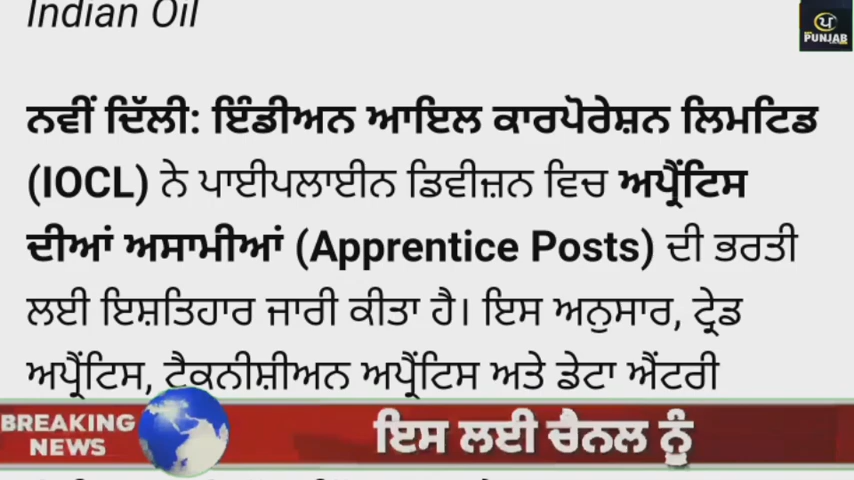 Indian Oil
ਪੰ
PUNJAB
ਨਵੀਂ ਦਿੱਲੀ: ਇੰਡੀਅਨ ਆਇਲ ਕਾਰਪੋਰੇਸ਼ਨ ਲਿਮਟਿਡ
(IOCL) ਨੇ ਪਾਈਪਲਾਈਨ ਡਿਵੀਜ਼ਨ ਵਿਚ ਅਪ੍ਰੈਂਟਿਸ
ਦੀਆਂ ਅਸਾਮੀਆਂ (Apprentice Posts) ਦੀ ਭਰਤੀ
ਲਈ ਇਸ਼ਤਿਹਾਰ ਜਾਰੀ ਕੀਤਾ ਹੈ। ਇਸ ਅਨੁਸਾਰ, ਟ੍ਰੇਡ
ਅਪ੍ਰੈਂਟਿਸ, ਟੈਕਨੀਸ਼ੀਅਨ ਅਪ੍ਰੈਂਟਿਸ ਅਤੇ ਡੇਟਾ ਐਂਟਰੀ
BREAKING
NEWS
ਇਸ ਲਈ ਚੈਨਲ ਨੂੰ